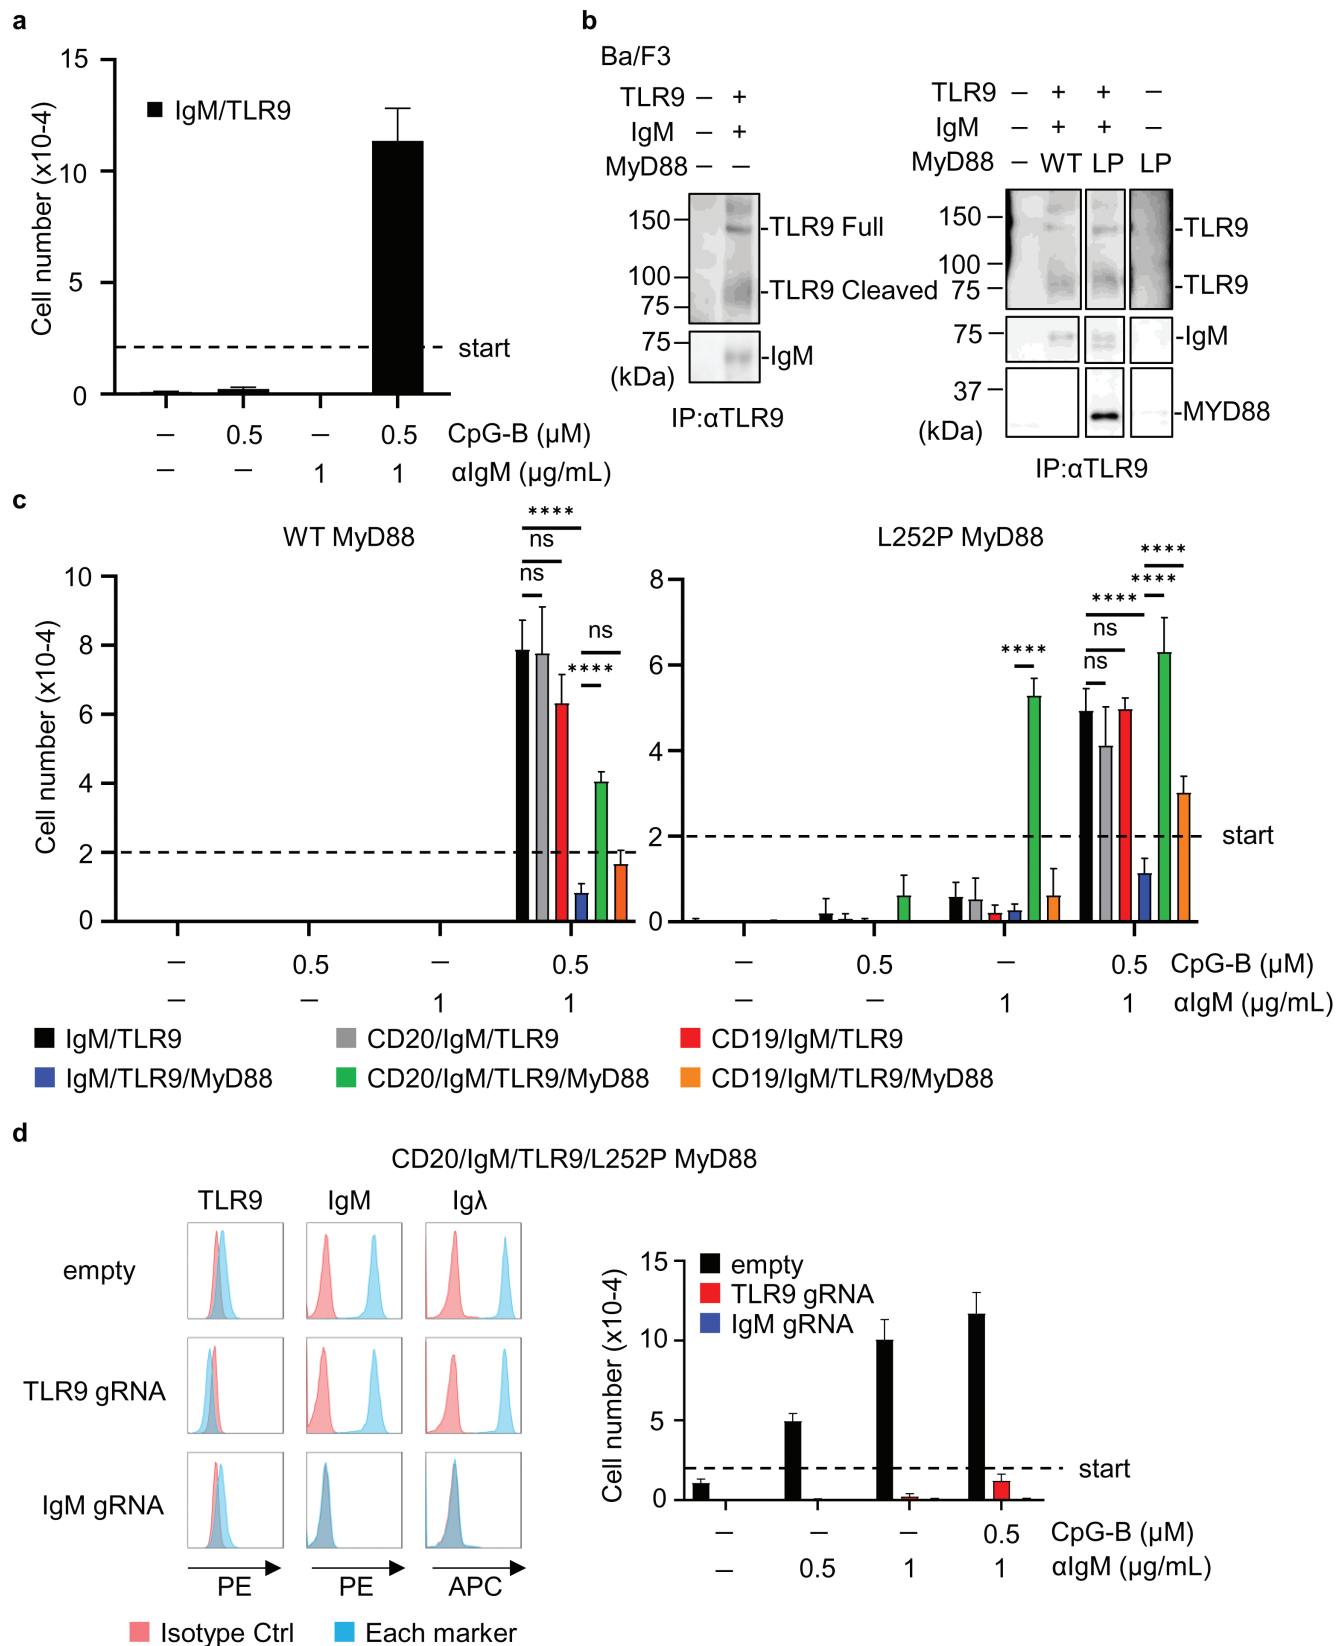 a
15
10
5
0
Cell number (x10-4)
IgM/TLR9
start
– 0.5 – 0.5 CpG-B (µM)
– – 1 1 αIgM (µg/mL)
b
Ba/F3
TLR9 – +
IgM – +
MyD88 – –
150
100
75
75
(kDa)
-TLR9 Full
-TLR9 Cleaved
-IgM
IP:αTLR9
TLR9 – + + –
IgM – + + –
MyD88 – WT LP LP
150
100
75
75
37
(kDa)
-TLR9
-TLR9
-IgM
-MYD88
IP:αTLR9
c
WT MyD88
10
8
6
4
2
0
Cell number (x10-4)
****
ns
ns
ns
****
– 0.5 – 0.5
– – 1 1
L252P MyD88
8
6
4
2
0
****
****
****
ns
ns
****
start
– 0.5 – 0.5 CpG-B (µM)
– – 1 1 αIgM (µg/mL)
IgM/TLR9 CD20/IgM/TLR9 CD19/IgM/TLR9
IgM/TLR9/MyD88 CD20/IgM/TLR9/MyD88 CD19/IgM/TLR9/MyD88
d
CD20/IgM/TLR9/L252P MyD88
TLR9 IgM Igλ
empty
TLR9 gRNA
IgM gRNA
PE PE APC
Isotype Ctrl Each marker
15
10
5
0
Cell number (x10-4)
empty
TLR9 gRNA
IgM gRNA
start
– – – 0.5 CpG-B (µM)
– 0.5 1 1 αIgM (µg/mL)